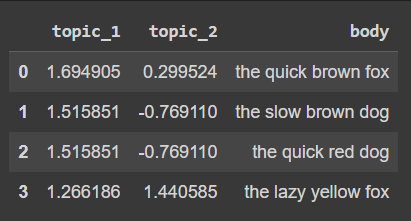 topic_1 topic_2 body
0 1.694905 0.299524 the quick brown fox
1 1.515851 -0.769110 the slow brown dog
2 1.515851 -0.769110 the quick red dog
3 1.266186 1.440585 the lazy yellow fox